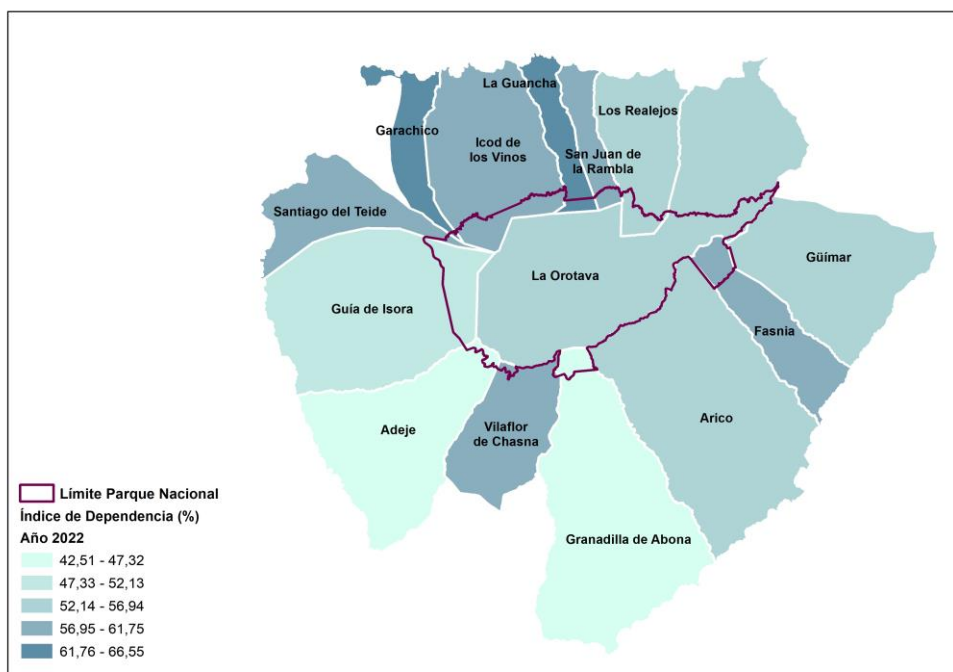 La Guancha
Los Realejos
Garachico
Icod de
los Vinos
San Juan de
la Rambla
Santiago del Teide
Güímar
La Orotava
Guía de Isora
Fasnia
Arico
Adeje
Vilaflor
de Chasna
Granadilla de Abona
Límite Parque Nacional
Índice de Dependencia (%)
Año 2022
42,51 - 47,32
47,33 - 52,13
52,14 - 56,94
56,95 - 61,75
61,76 - 66,55